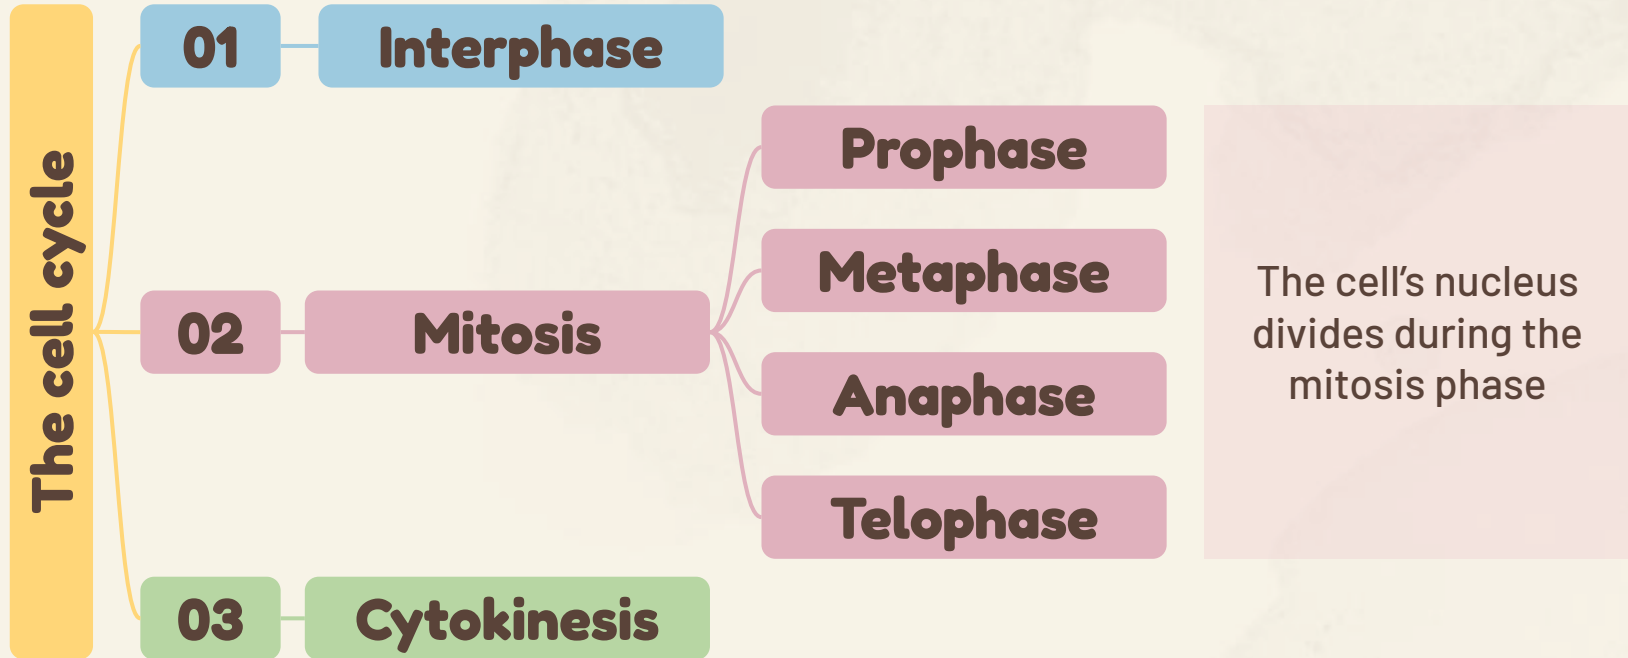 The cell cycle
01
Interphase
02
Mitosis
Prophase
Metaphase
Anaphase
Telophase
The cell’s nucleus
divides during the
mitosis phase
03
Cytokinesis